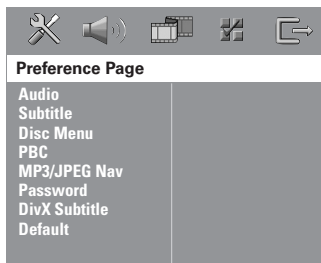 Preference Page
Audio
Subtitle
Disc Menu
PBC
MP3/JPEG Nav
Password
DivX Subtitle
Default